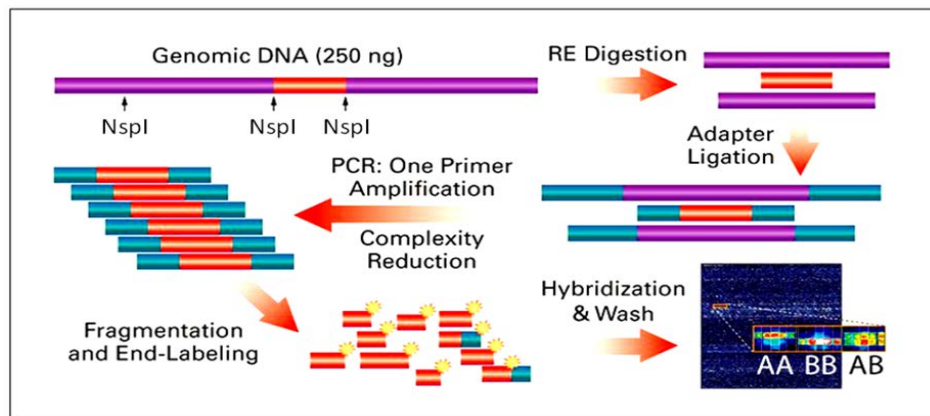 Genomic DNA (250 ng)
NspI NspI NspI
RE Digestion
Adapter
Ligation
PCR: One Primer
Amplification
Complexity
Reduction
Fragmentation
and End-Labeling
Hybridization
& Wash
AA BB AB